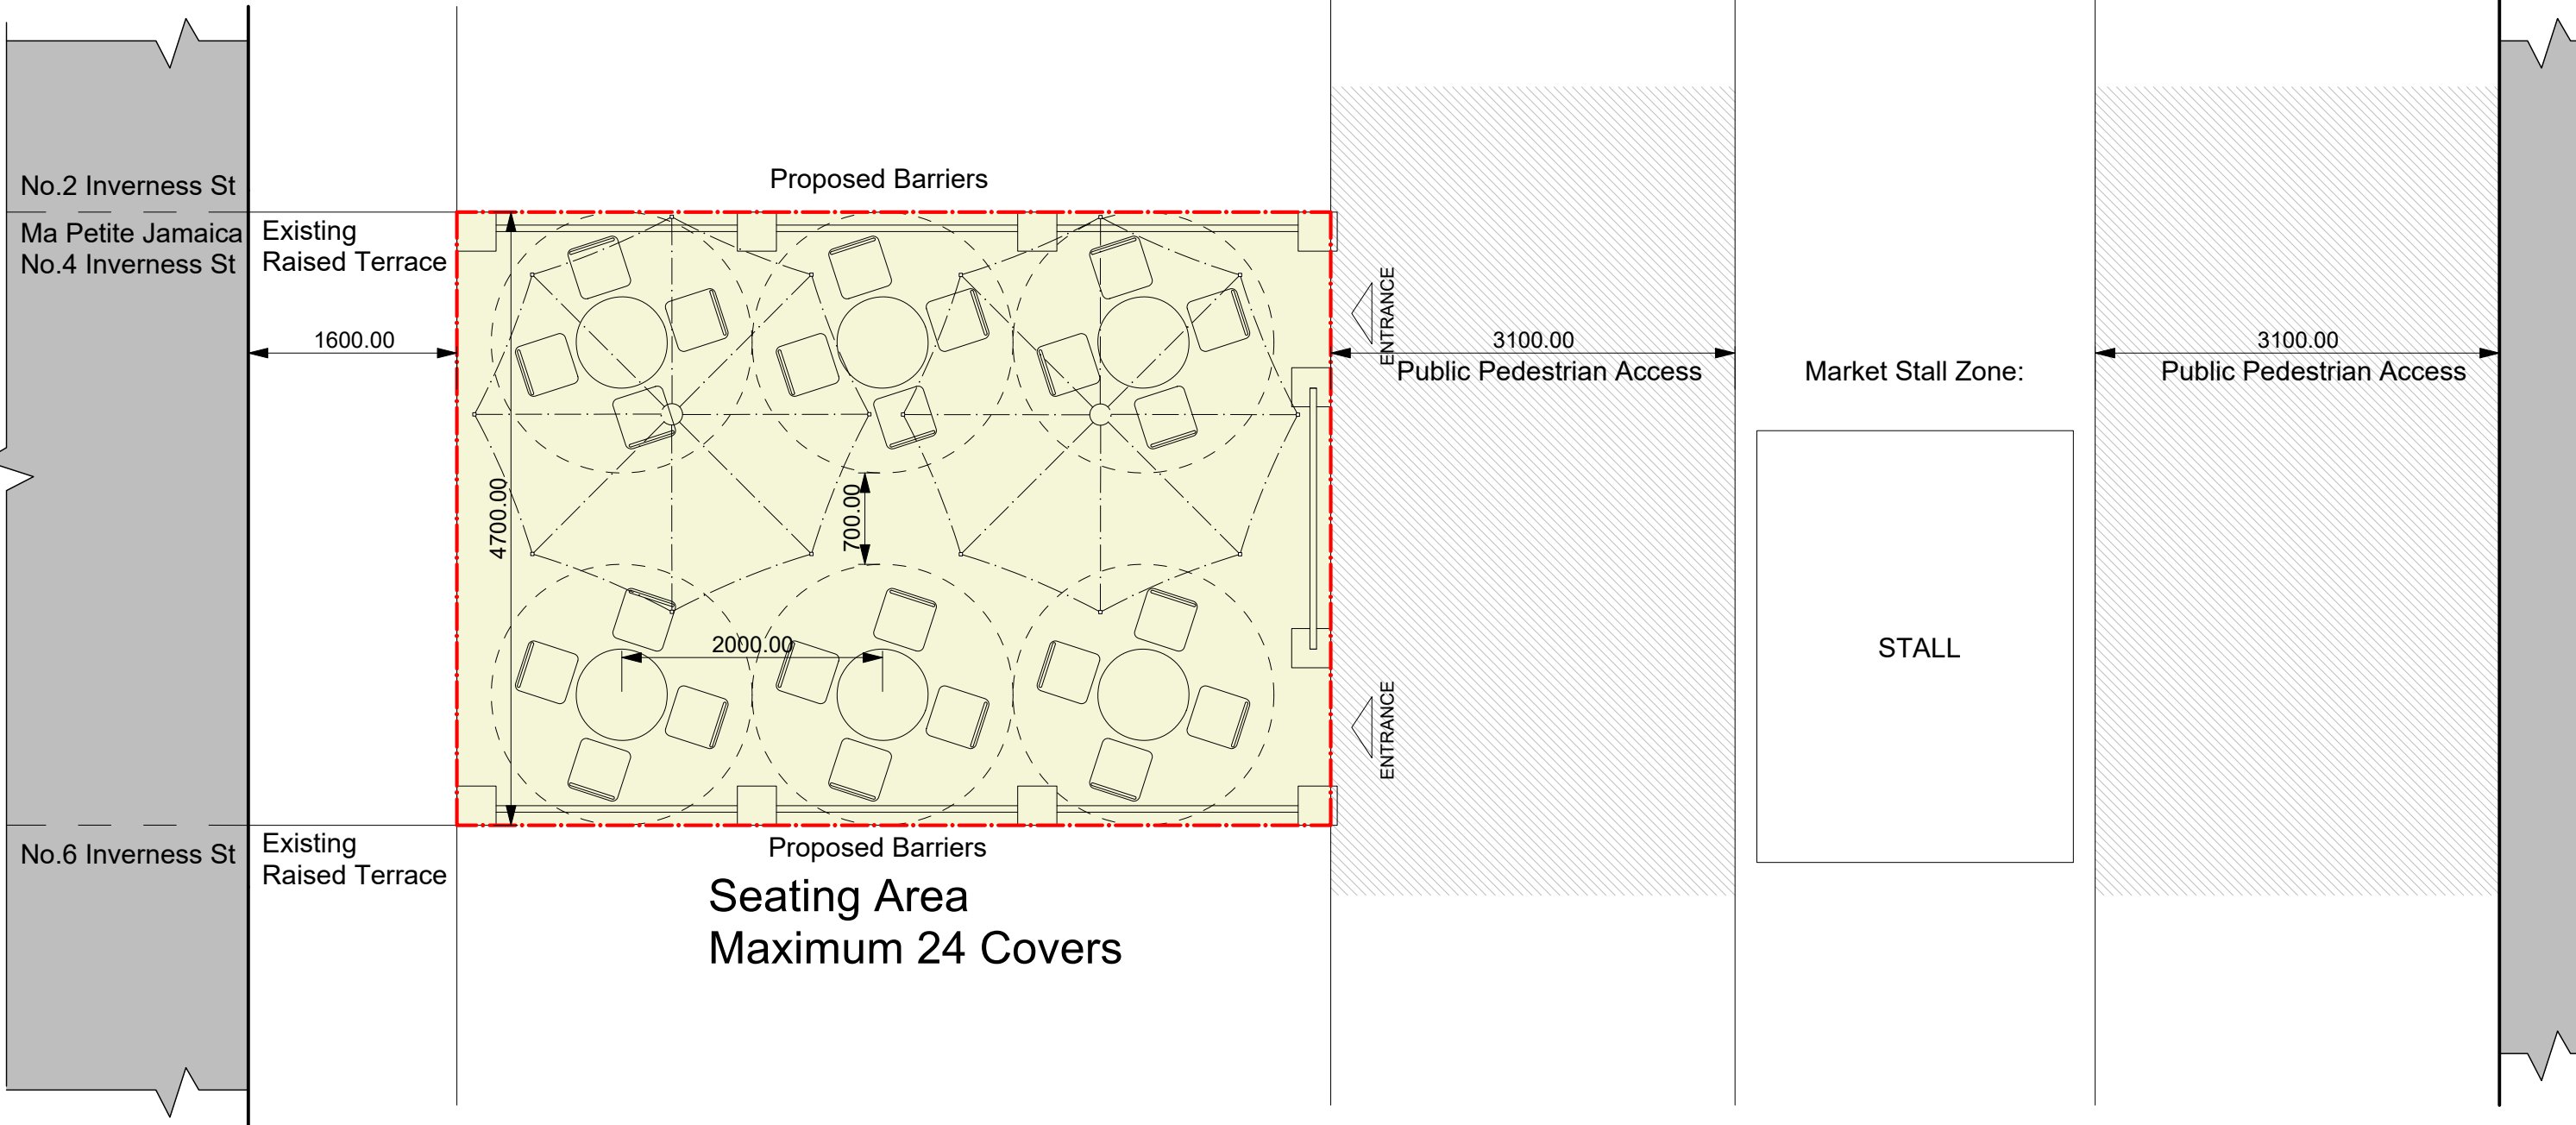 No.2 Inverness St
Ma Petite Jamaica
No.4 Inverness St
Existing
Raised Terrace
1600.00
No.6 Inverness St
Existing
Raised Terrace
Proposed Barriers
4700.00
700.00
2000.00
Proposed Barriers
Seating Area
Maximum 24 Covers
ENTRANCE
ENTRANCE
3100.00
Public Pedestrian Access
Market Stall Zone:
STALL
3100.00
Public Pedestrian Access